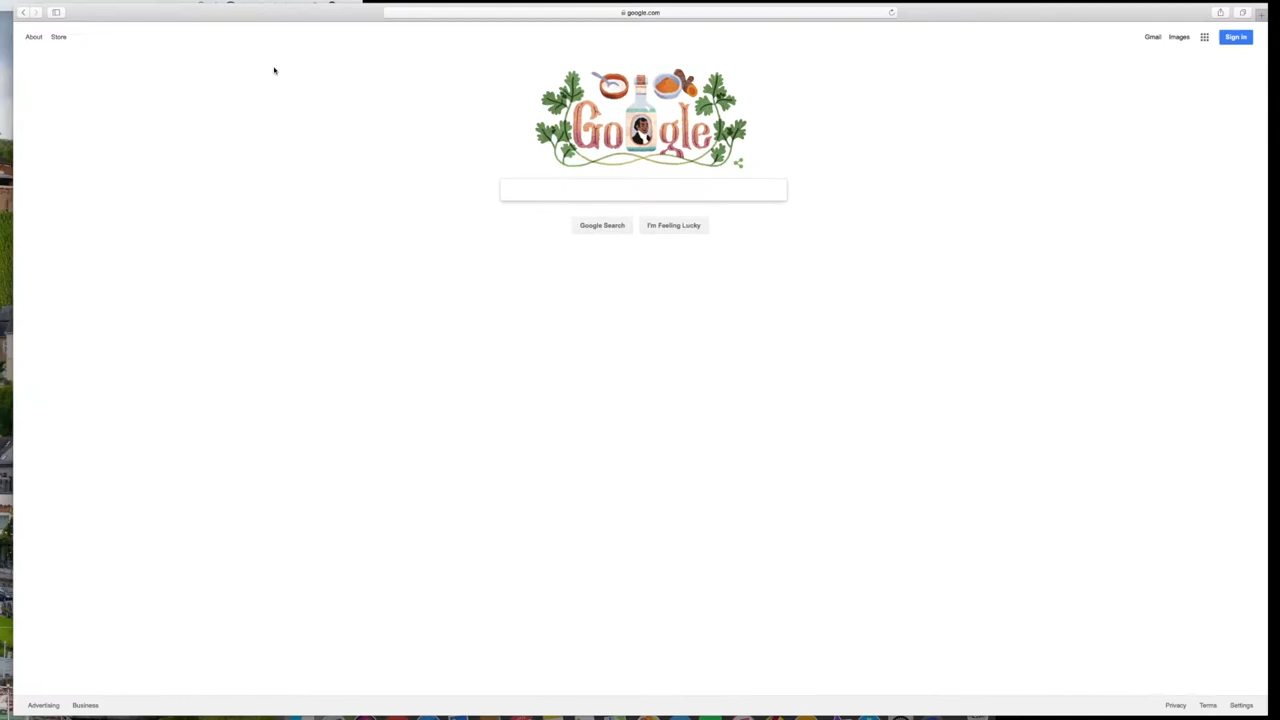 google.com
About Store
Gmail Images Sign in
Google
Google Search I'm Feeling Lucky
Advertising Business
Privacy Terms Settings